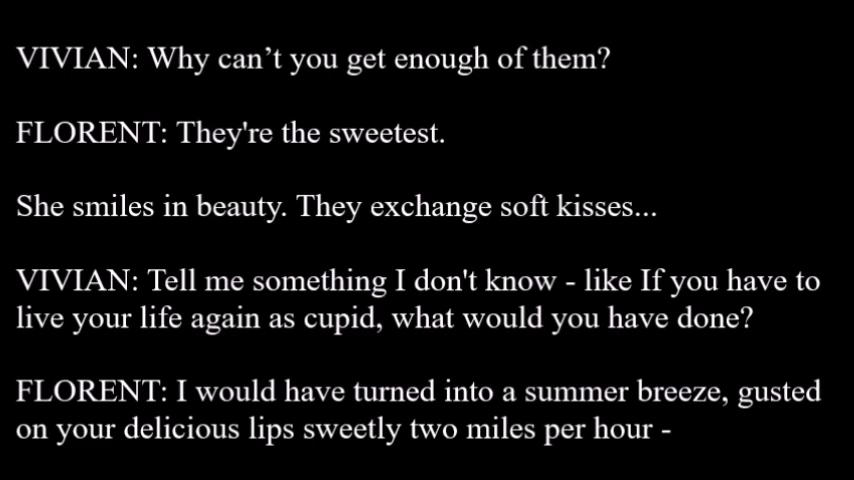 VIVIAN: Why can’t you get enough of them?
FLORENT: They're the sweetest.
She smiles in beauty. They exchange soft kisses...
VIVIAN: Tell me something I don't know - like If you have to
live your life again as cupid, what would you have done?
FLORENT: I would have turned into a summer breeze, gusted
on your delicious lips sweetly two miles per hour -